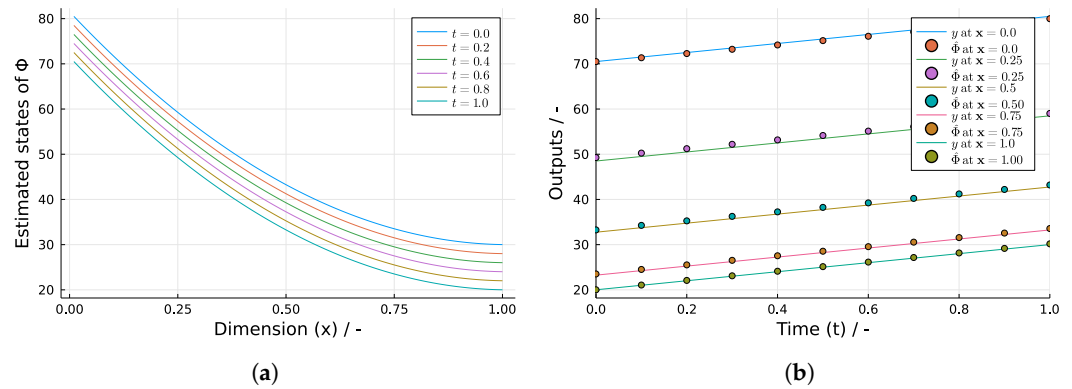 Estimated states of Φ
80
70
60
50
40
30
20
0.00
0.25
0.50
0.75
1.00
Dimension (x) / -
t = 0.0
t = 0.2
t = 0.4
t = 0.6
t = 0.8
t = 1.0
(a)
Outputs / -
80
70
60
50
40
30
20
0.0
0.2
0.4
0.6
0.8
1.0
Time (t) / -
y at x = 0.0
Φ̂ at x = 0.0
y at x = 0.25
Φ̂ at x = 0.25
y at x = 0.5
Φ̂ at x = 0.50
y at x = 0.75
Φ̂ at x = 0.75
y at x = 1.0
Φ̂ at x = 1.00
(b)